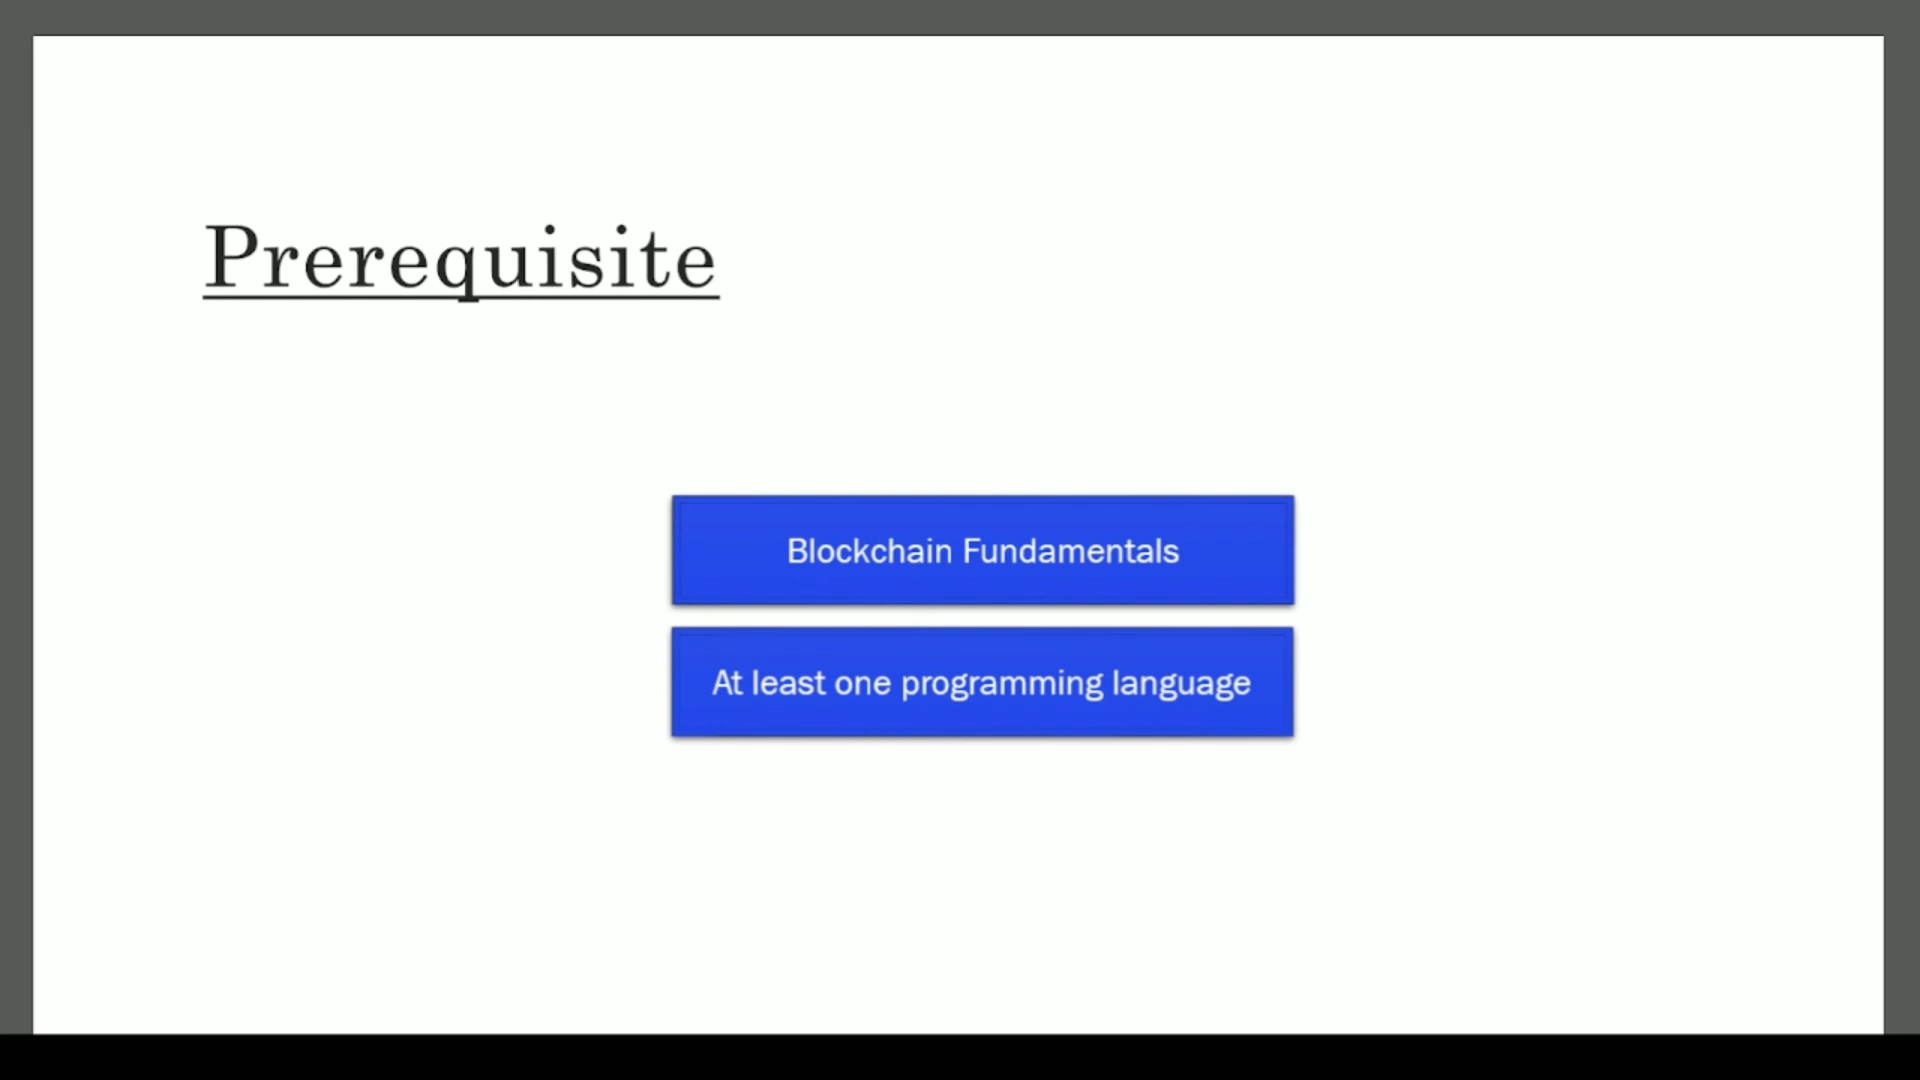 Prerequisite
Blockchain Fundamentals
At least one programming language